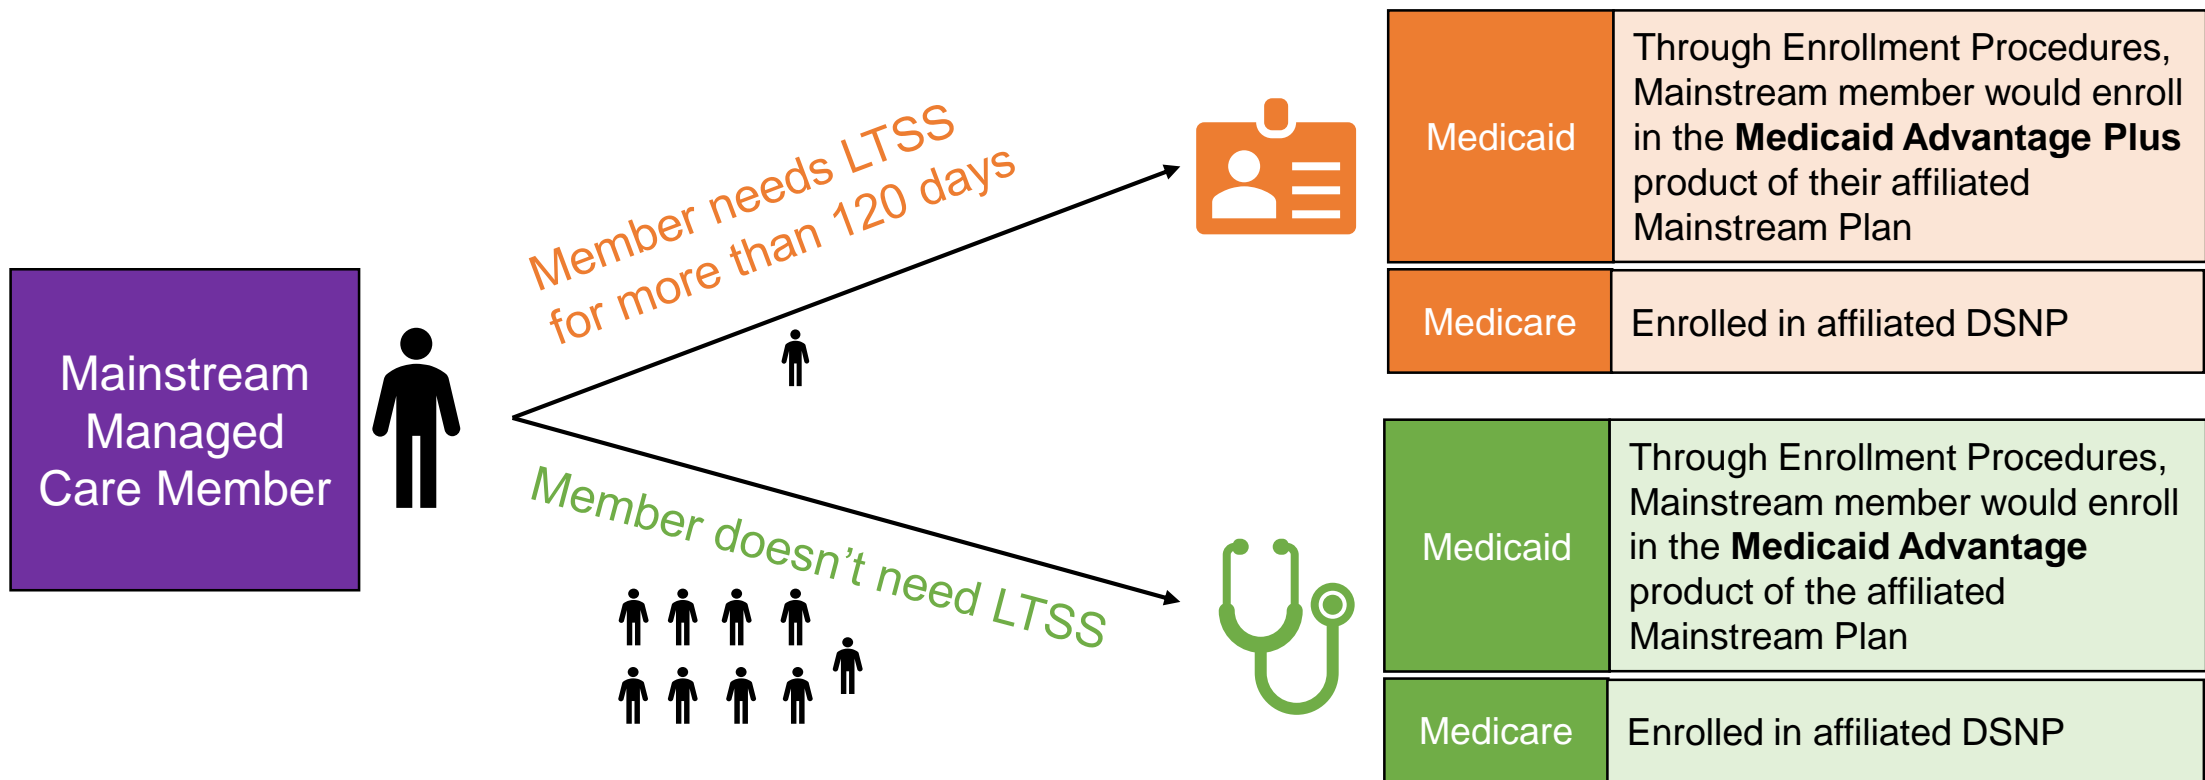 Mainstream
Managed
Care Member
Member needs LTSS
for more than 120 days
Member doesn’t need LTSS
Medicaid
Through Enrollment Procedures,
Mainstream member would enroll
in the Medicaid Advantage Plus
product of their affiliated
Mainstream Plan
Medicare
Enrolled in affiliated DSNP
Medicaid
Through Enrollment Procedures,
Mainstream member would enroll
in the Medicaid Advantage
product of the affiliated
Mainstream Plan
Medicare
Enrolled in affiliated DSNP